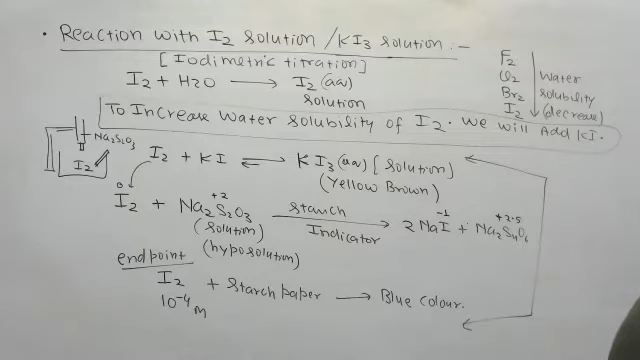 • Reaction with I2 solution / KI3 solution :-
[Iodimetric titration]
I2 + H2O ⟶ I2 (aq)
solution
F2
Cl2
Br2
I2
water
solubility
(decrease)
To Increase water solubility of I2. we will Add KI.
Na2S2O3
I2
I2 + KI ⇌ KI3 (aq) [solution]
(Yellow Brown)
0 +2 -1 +2.5
I2 + Na2S2O3 ⟶ 2 NaI + Na2S4O6
starch
Indicator
(solution)
(hyposolution)
endpoint
I2 + starch paper ⟶ Blue colour.
10-4 M